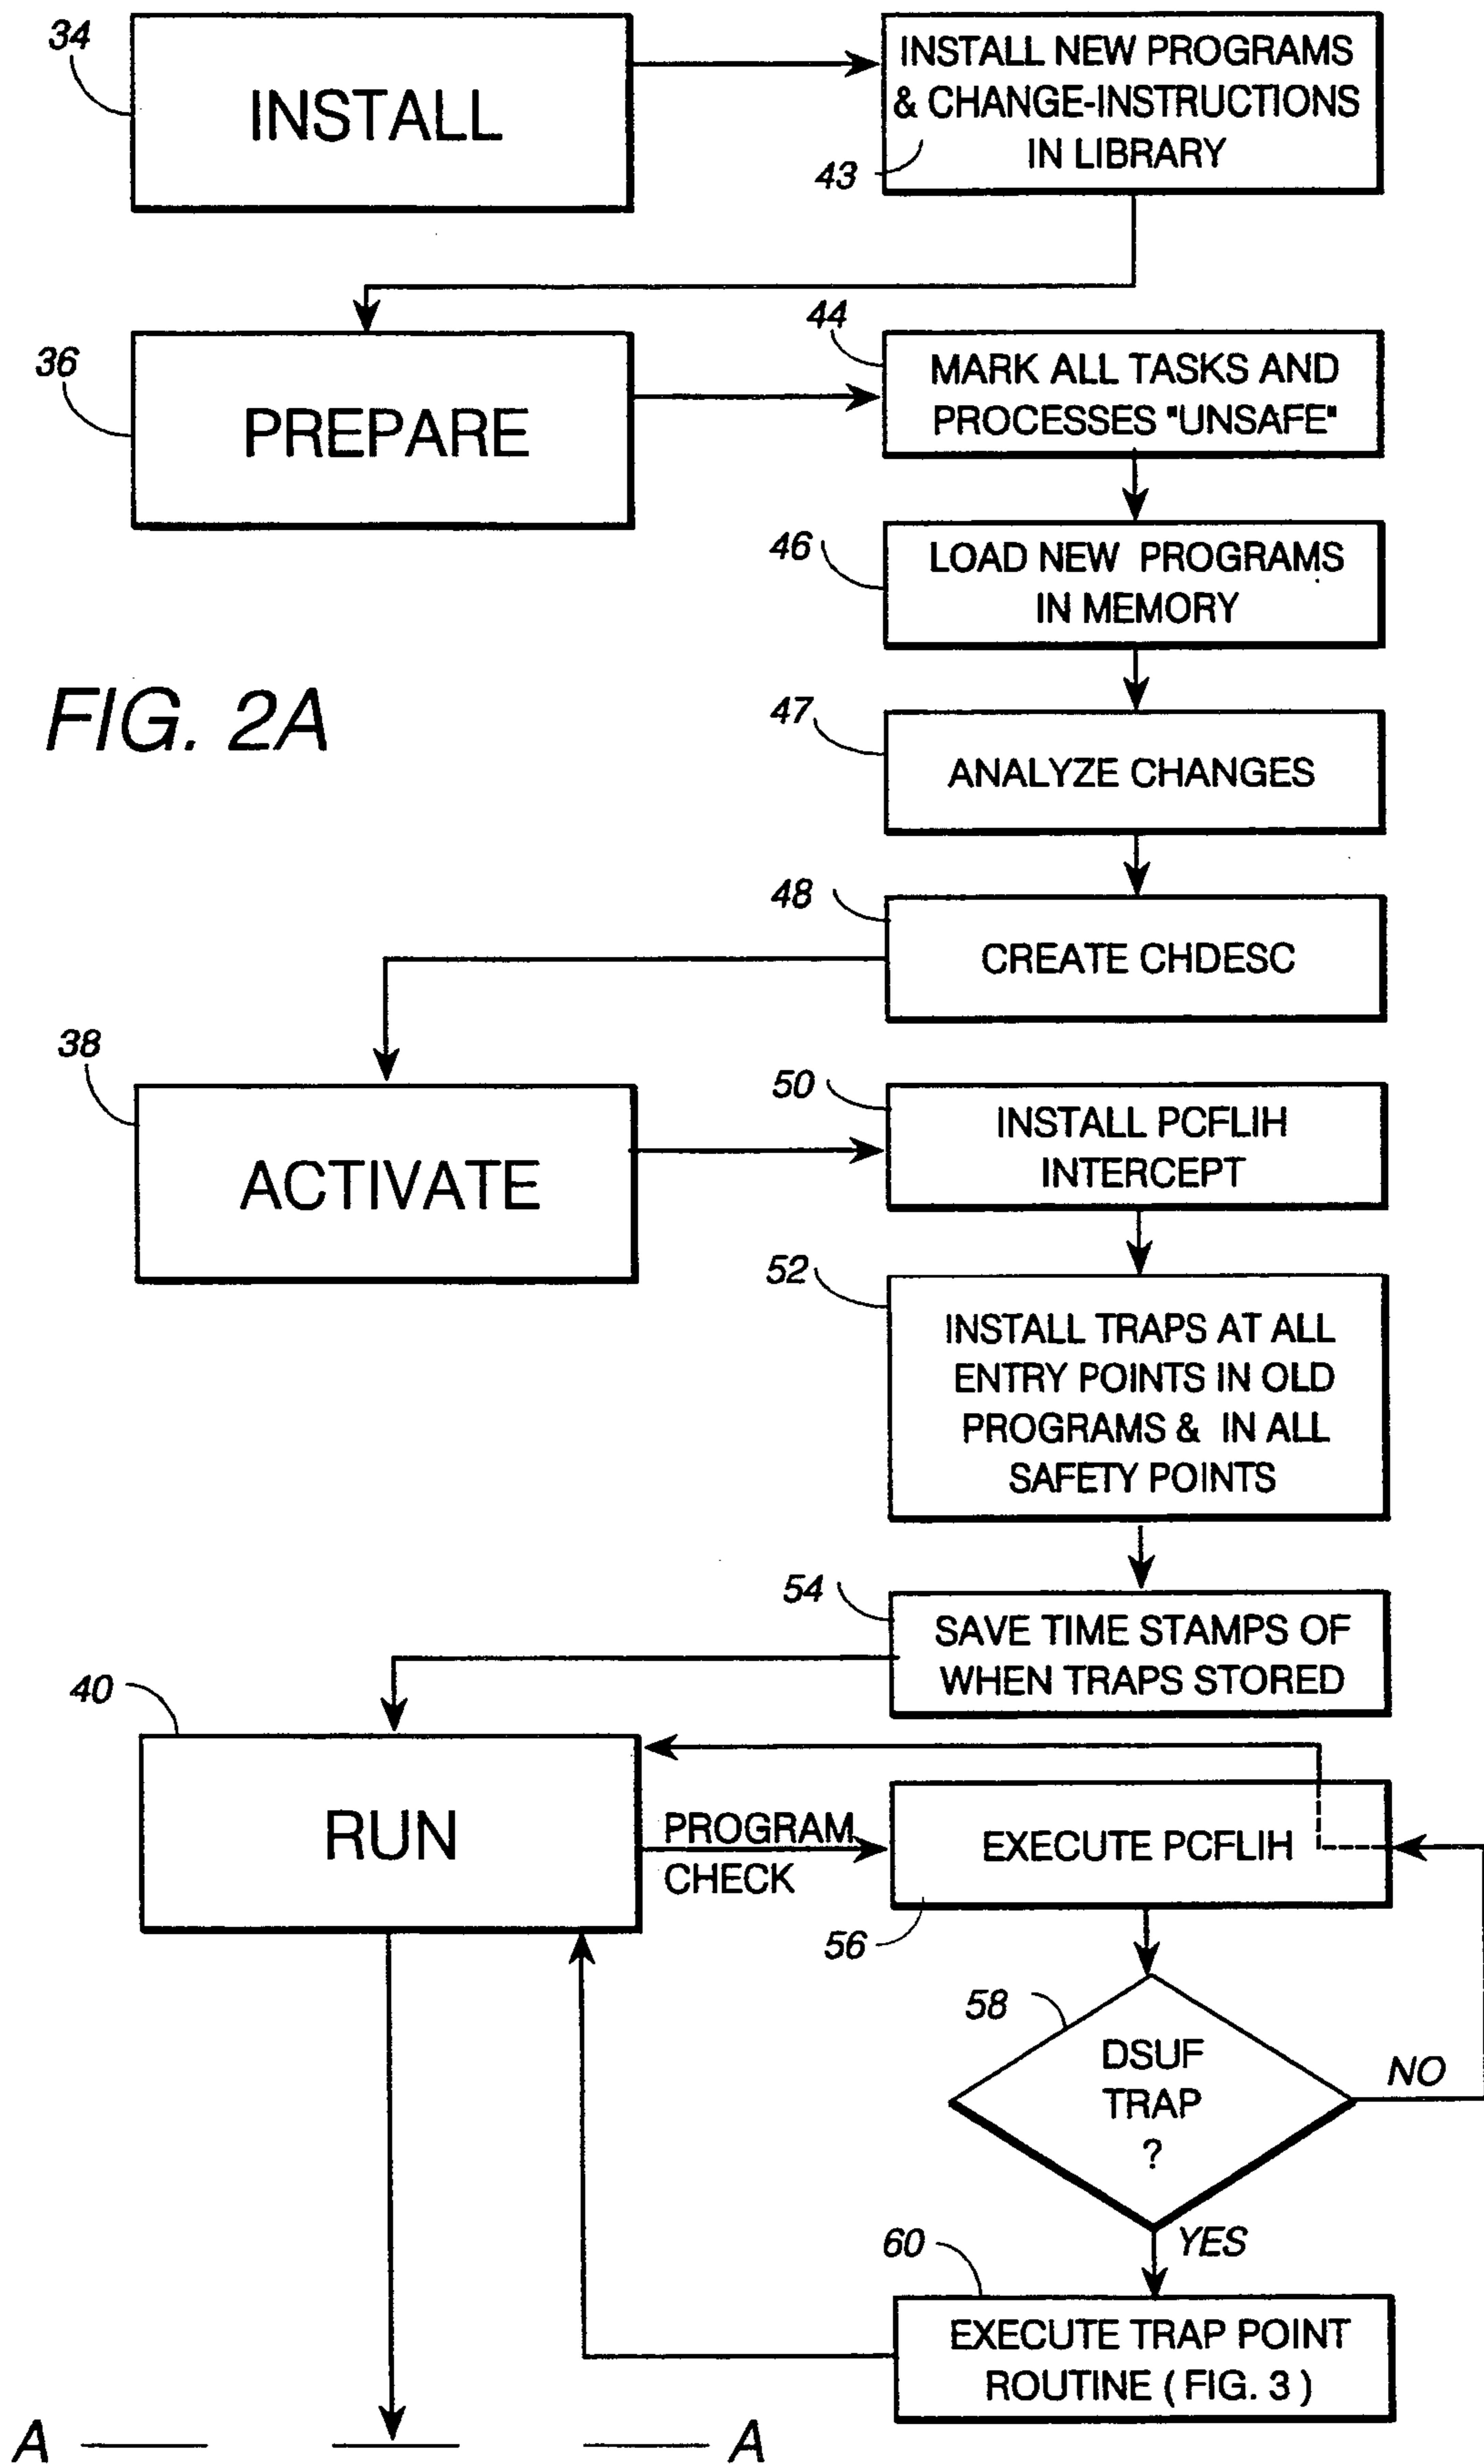 34
INSTALL
INSTALL NEW PROGRAMS
& CHANGE-INSTRUCTIONS
IN LIBRARY
43
36
PREPARE
44
MARK ALL TASKS AND
PROCESSES "UNSAFE"
46
LOAD NEW PROGRAMS
IN MEMORY
FIG. 2A
47
ANALYZE CHANGES
48
CREATE CHDESC
38
ACTIVATE
50
INSTALL PCFLIH
INTERCEPT
52
INSTALL TRAPS AT ALL
ENTRY POINTS IN OLD
PROGRAMS & IN ALL
SAFETY POINTS
54
SAVE TIME STAMPS OF
WHEN TRAPS STORED
40
RUN
PROGRAM
CHECK
EXECUTE PCFLIH
56
58
DSUF
TRAP
?
NO
YES
60
EXECUTE TRAP POINT
ROUTINE ( FIG. 3 )
A A